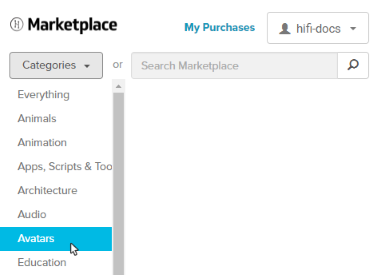 Marketplace
My Purchases
hifi-docs
Categories
or
Search Marketplace
Everything
Animals
Animation
Apps, Scripts & Too
Architecture
Audio
Avatars
Education